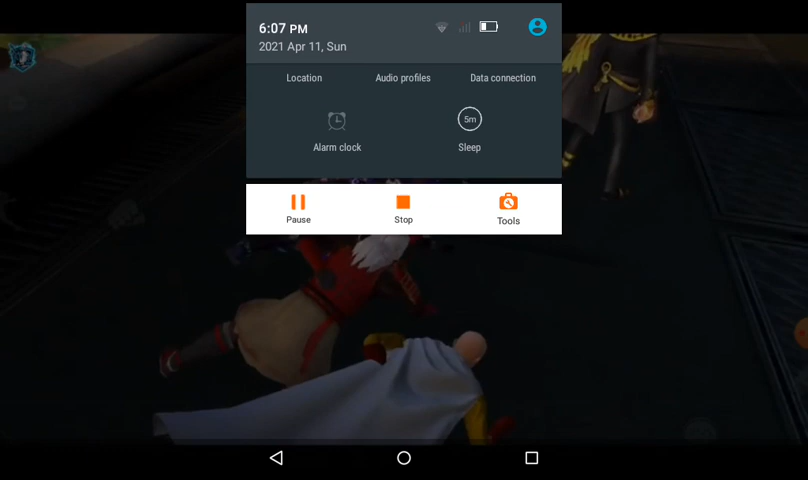 6:07 PM
2021 Apr 11, Sun
Location Audio profiles Data connection
5m
Alarm clock Sleep
Pause Stop Tools